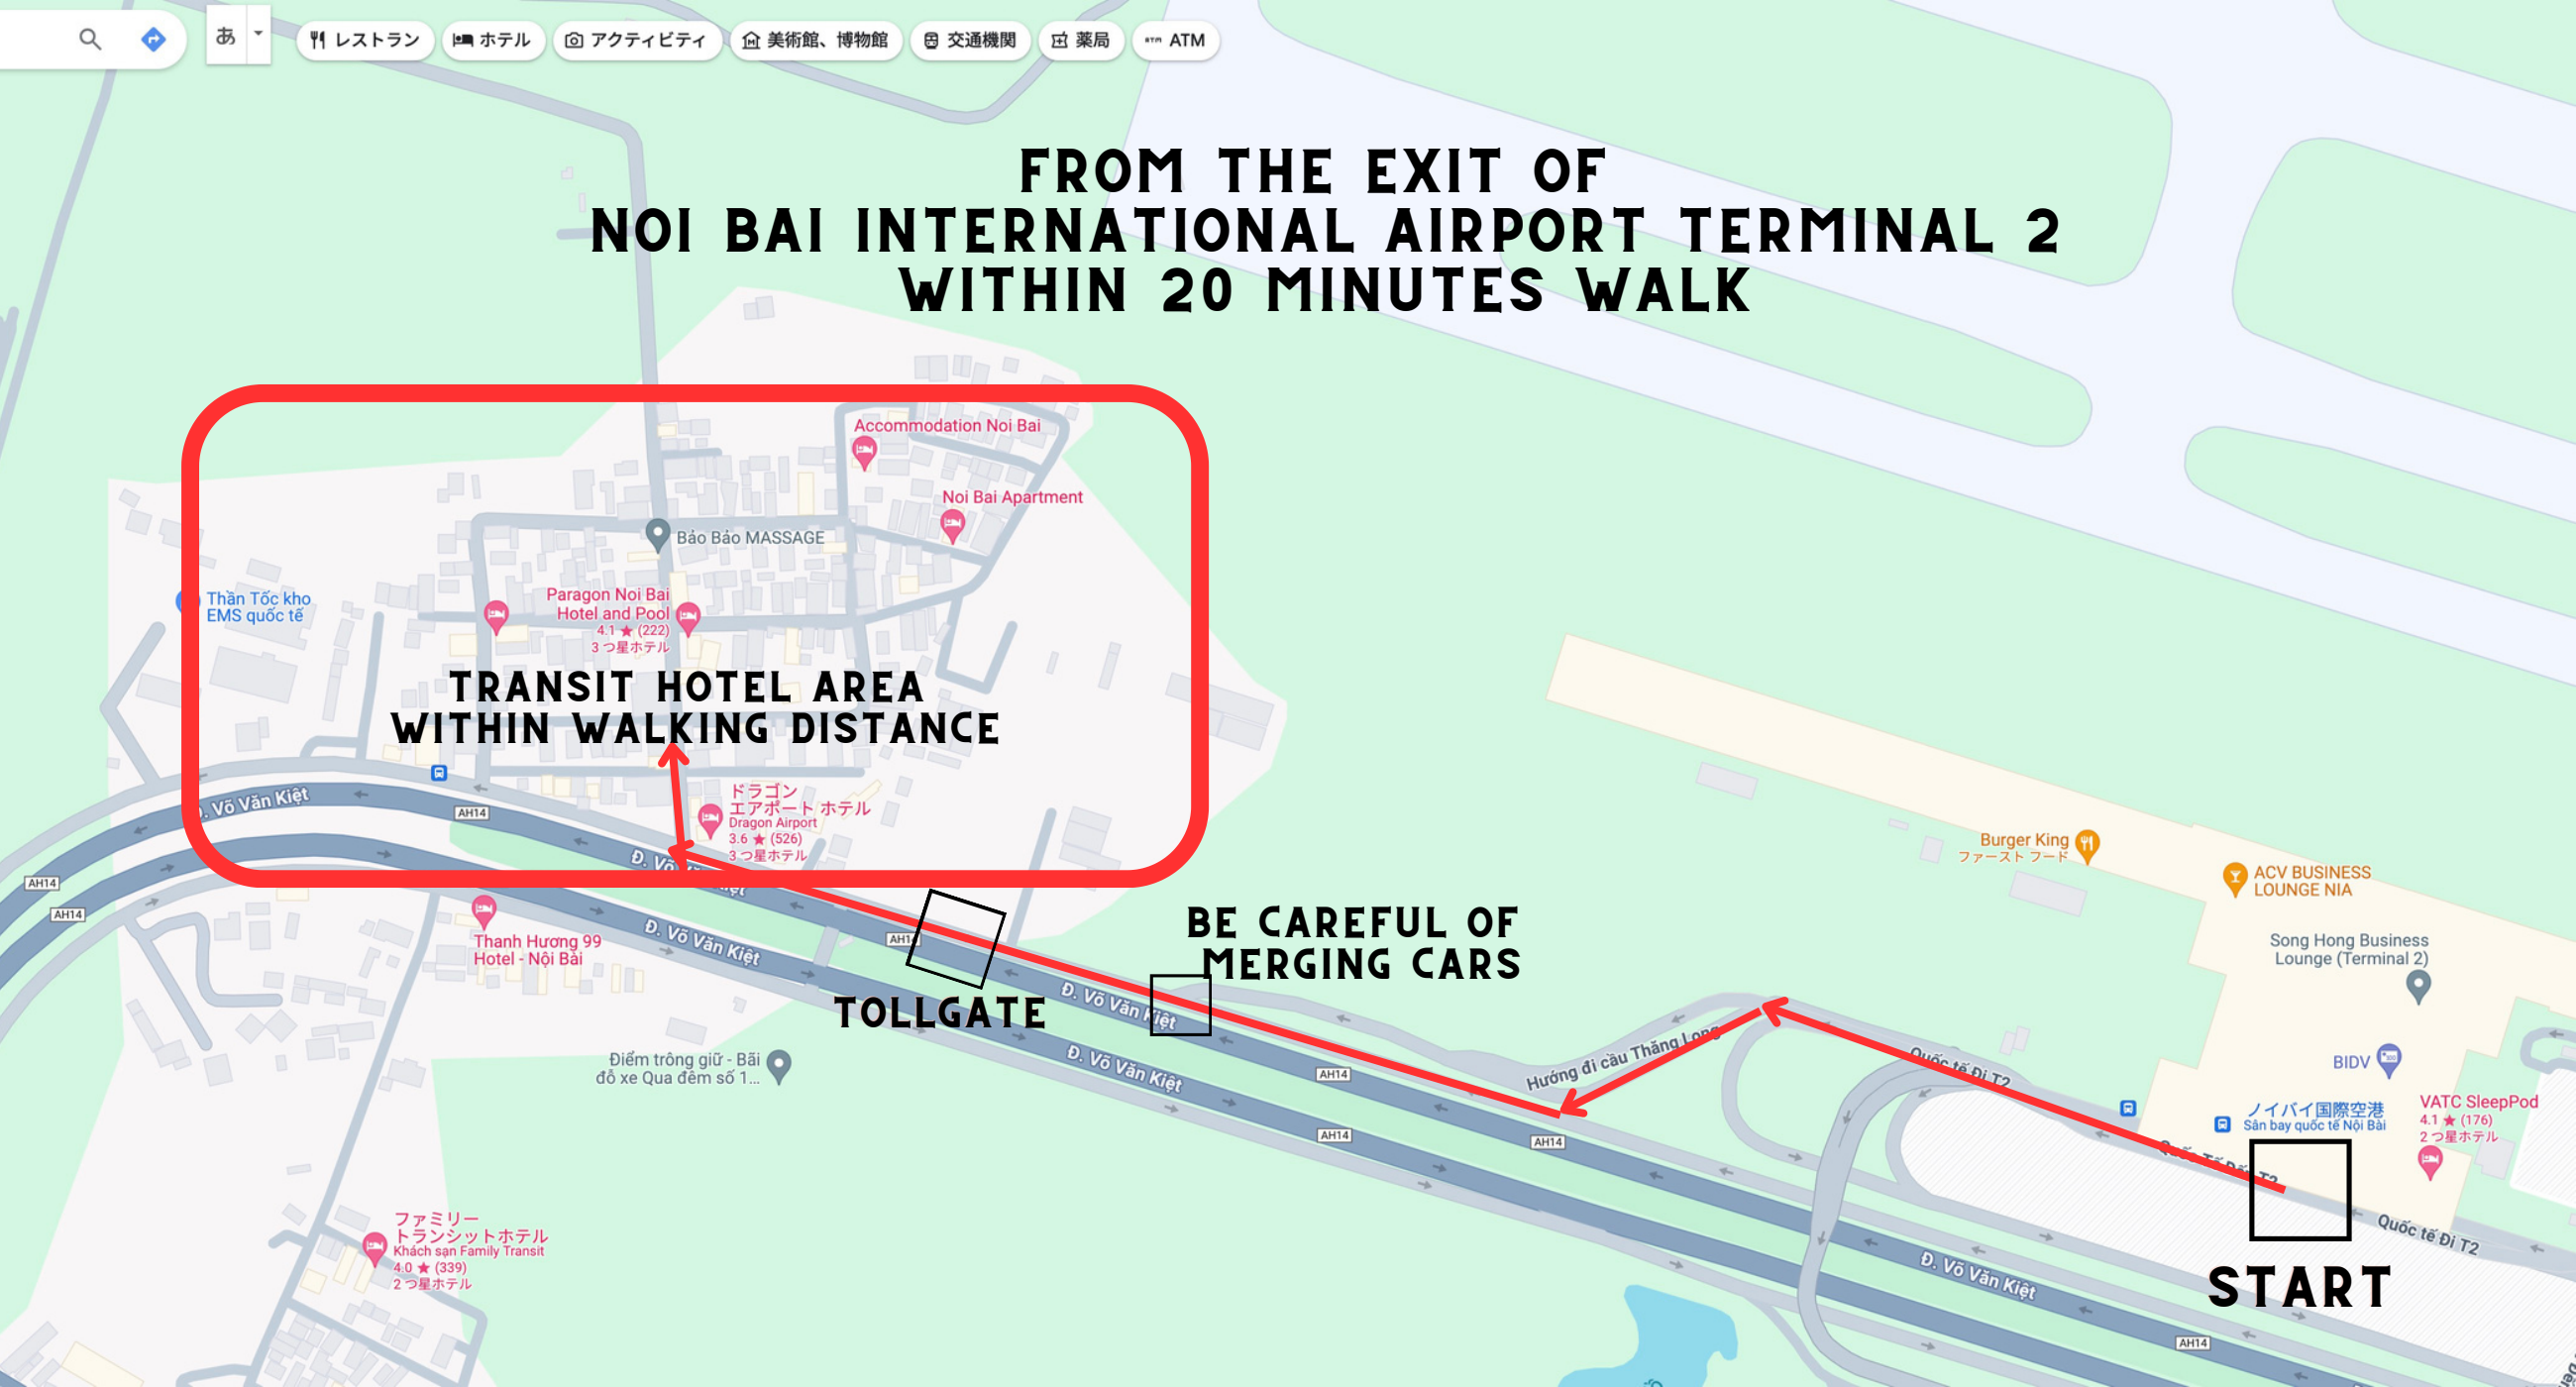 あ
レストラン
ホテル
アクティビティ
美術館、博物館
交通機関
薬局
ATM
FROM THE EXIT OF
NOI BAI INTERNATIONAL AIRPORT TERMINAL 2
WITHIN 20 MINUTES WALK
Accommodation Noi Bai
Noi Bai Apartment
Bảo Bảo MASSAGE
Thần Tốc kho
EMS quốc tế
Paragon Noi Bai
Hotel and Pool
4.1 ★ (222)
3 つ星ホテル
TRANSIT HOTEL AREA
WITHIN WALKING DISTANCE
Đ. Võ Văn Kiệt
AH14
ドラゴン
エアポート ホテル
Dragon Airport
3.6 ★ (526)
3 つ星ホテル
AH14
AH14
Thanh Hương 99
Hotel - Nội Bài
Đ. Võ Văn Kiệt
AH14
TOLLGATE
BE CAREFUL OF
MERGING CARS
Đ. Võ Văn Kiệt
Đ. Võ Văn Kiệt
Điểm trông giữ - Bãi
đỗ xe Qua đêm số 1...
AH14
AH14
AH14
Hướng đi cầu Thăng Long
Quốc tế Đi T2
Burger King
ファースト フード
ACV BUSINESS
LOUNGE NIA
Song Hong Business
Lounge (Terminal 2)
BIDV
VATC SleepPod
4.1 ★ (176)
2 つ星ホテル
ノイバイ国際空港
Sân bay quốc tế Nội Bài
Quốc tế Đi T2
START
Đ. Võ Văn Kiệt
AH14
ファミリー
トランジットホテル
Khách sạn Family Transit
4.0 ★ (339)
2 つ星ホテル